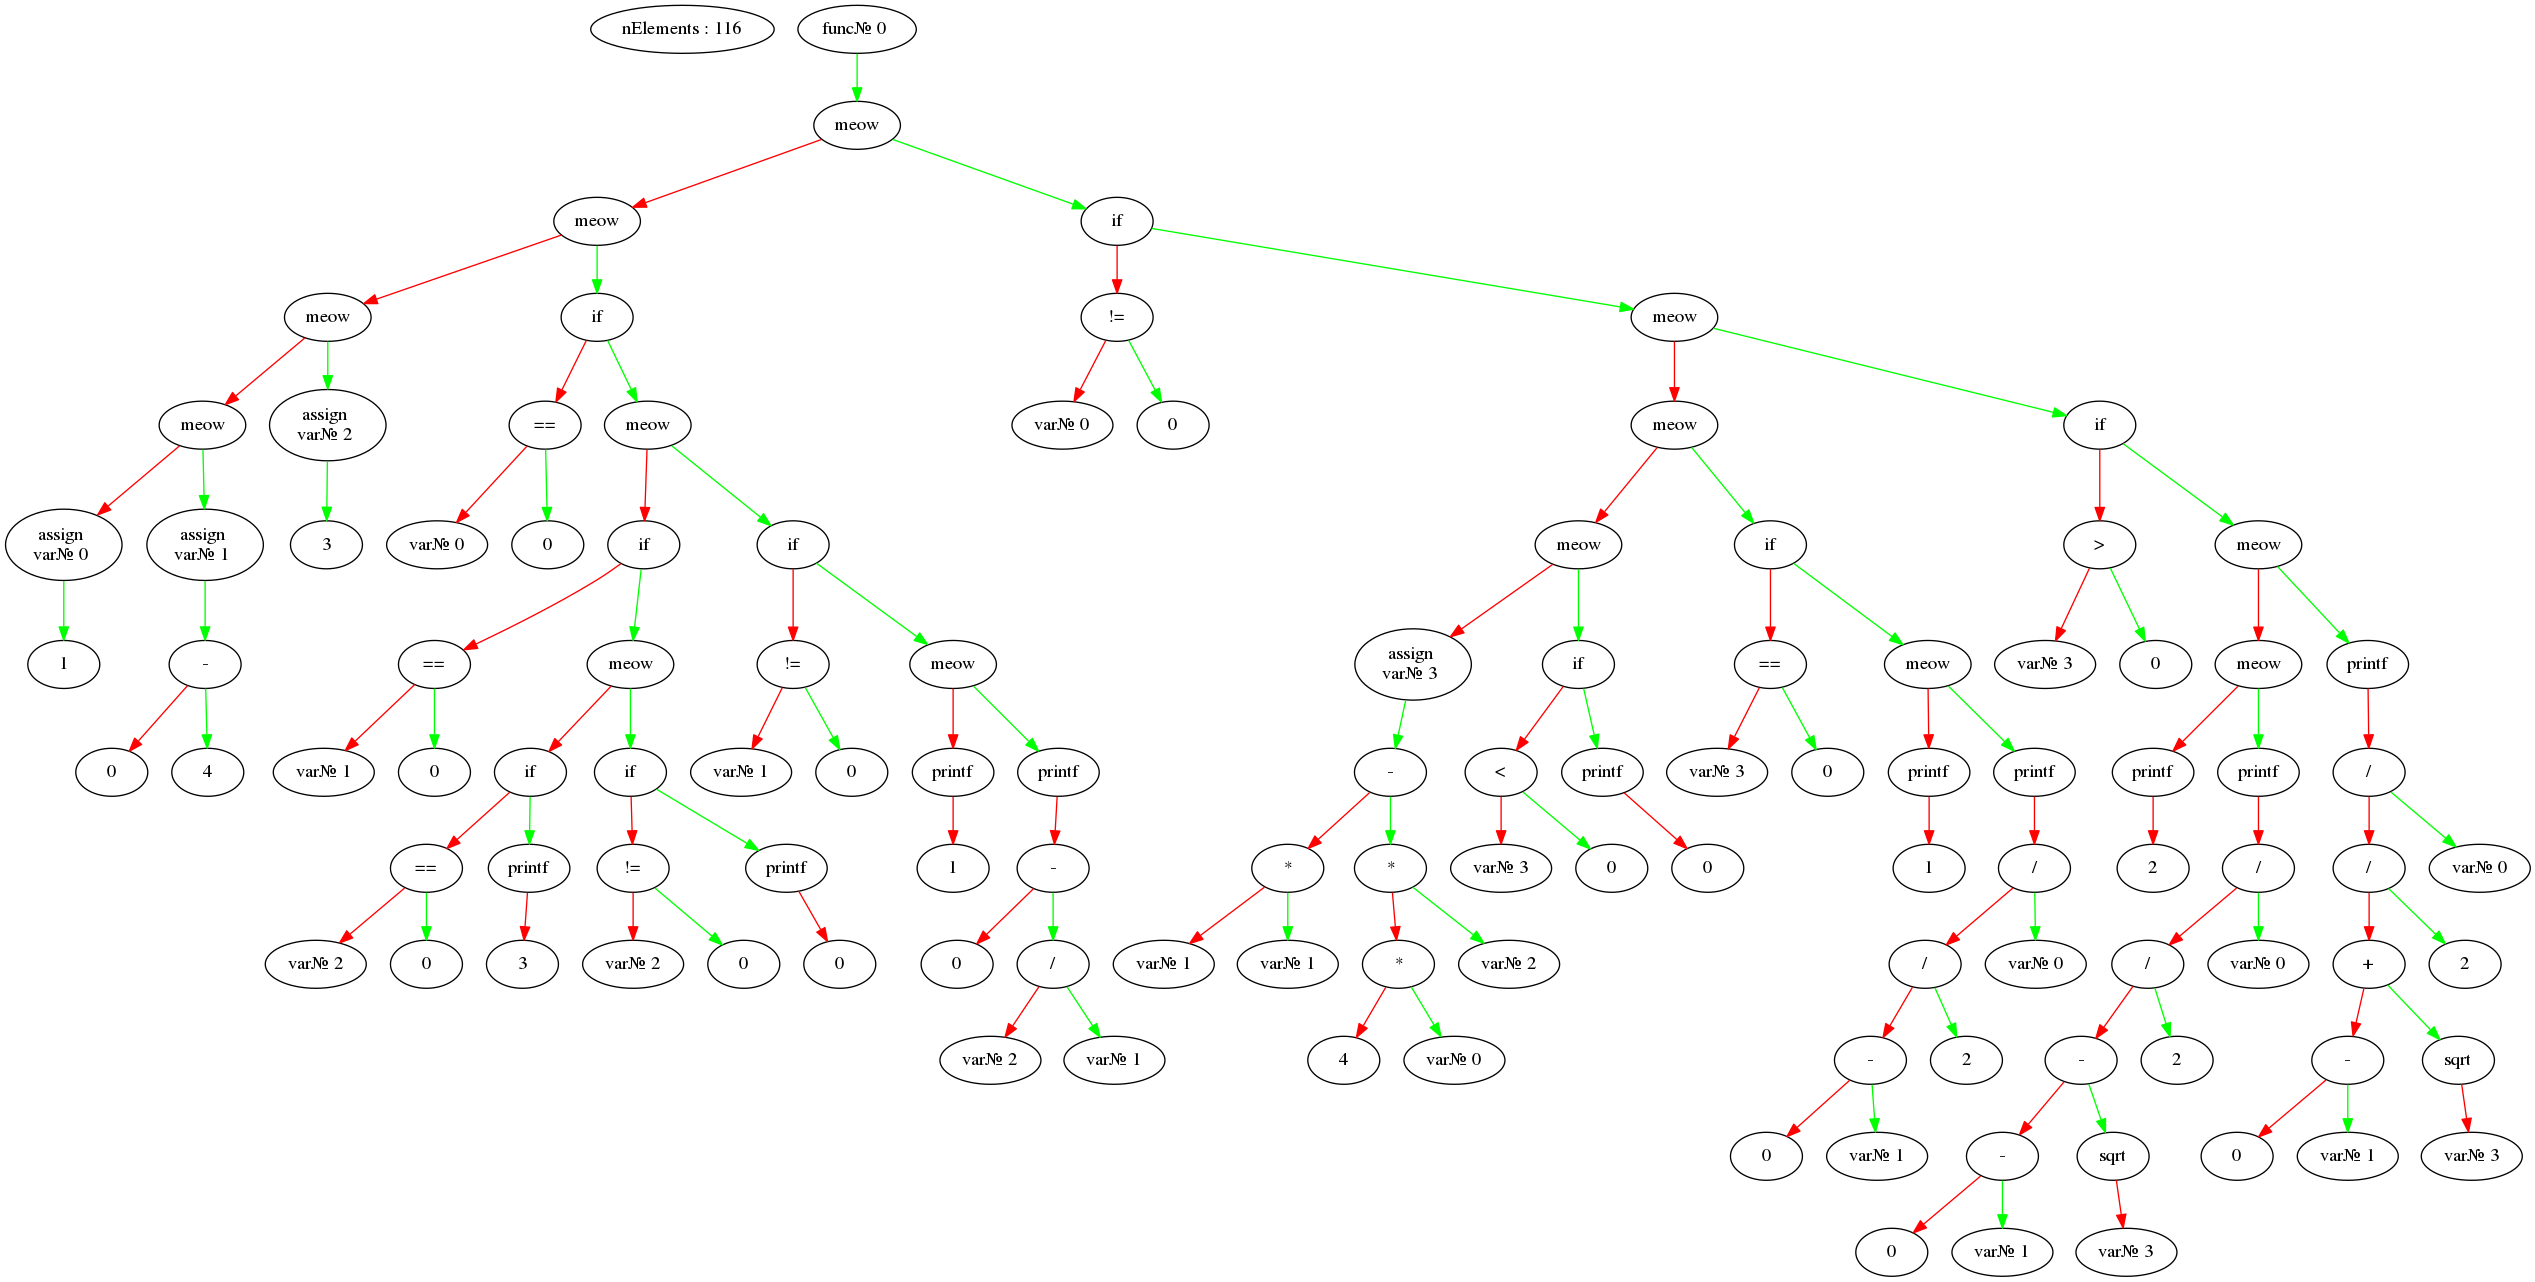 nElements : 116
func№ 0
meow
meow
if
meow
if
!=
meow
meow
assign
var№ 2
==
meow
var№ 0
0
meow
if
assign
var№ 0
assign
var№ 1
3
var№ 0
0
if
if
meow
if
>
meow
1
-
==
meow
!=
meow
assign
var№ 3
if
==
meow
var№ 3
0
meow
printf
0
4
var№ 1
0
if
if
var№ 1
0
printf
printf
-
<
printf
var№ 3
0
printf
printf
printf
printf
/
==
printf
!=
printf
1
-
*
*
var№ 3
0
0
1
/
2
/
/
var№ 0
var№ 2
0
3
var№ 2
0
0
0
/
var№ 1
var№ 1
*
var№ 2
/
var№ 0
/
var№ 0
+
2
var№ 2
var№ 1
4
var№ 0
-
2
-
2
-
sqrt
0
var№ 1
-
sqrt
0
var№ 1
var№ 3
0
var№ 1
var№ 3